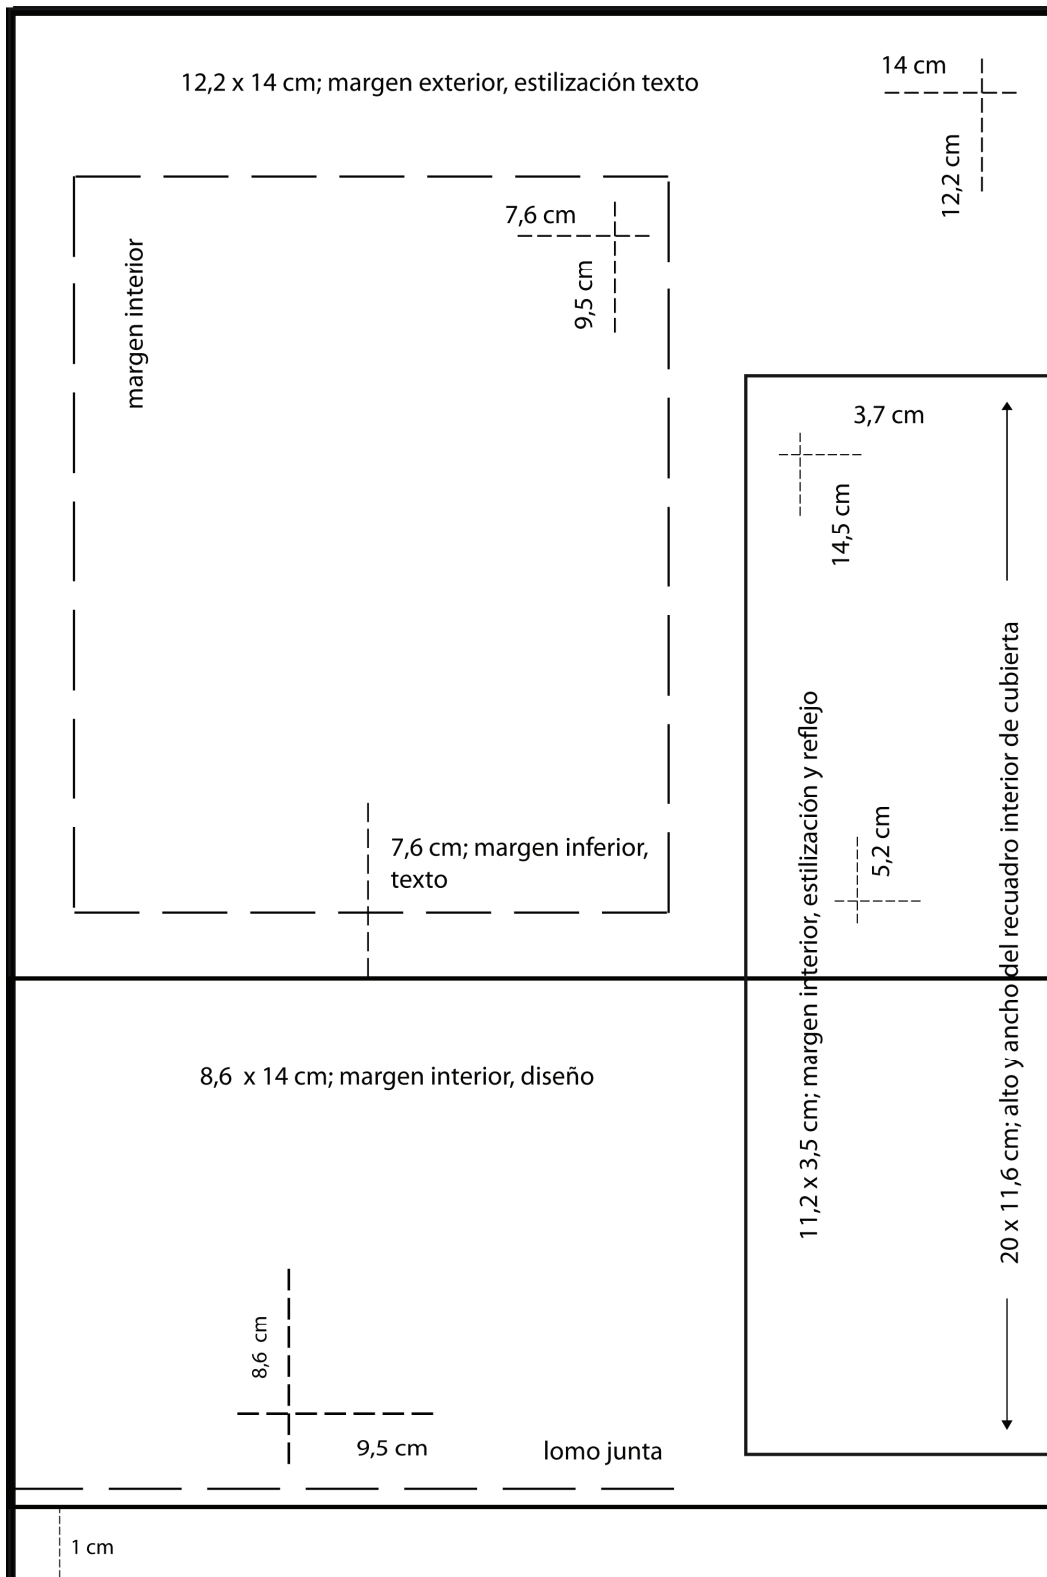 12,2 x 14 cm; margen exterior, estilización texto
14 cm
12,2 cm
7,6 cm
9,5 cm
margen interior
3,7 cm
14,5 cm
7,6 cm; margen inferior,
texto
5,2 cm
11,2 x 3,5 cm; margen interior, estilización y reflejo
20 x 11,6 cm; alto y ancho del recuadro interior de cubierta
8,6  x 14 cm; margen interior, diseño
8,6  cm
9,5 cm
lomo junta
1 cm